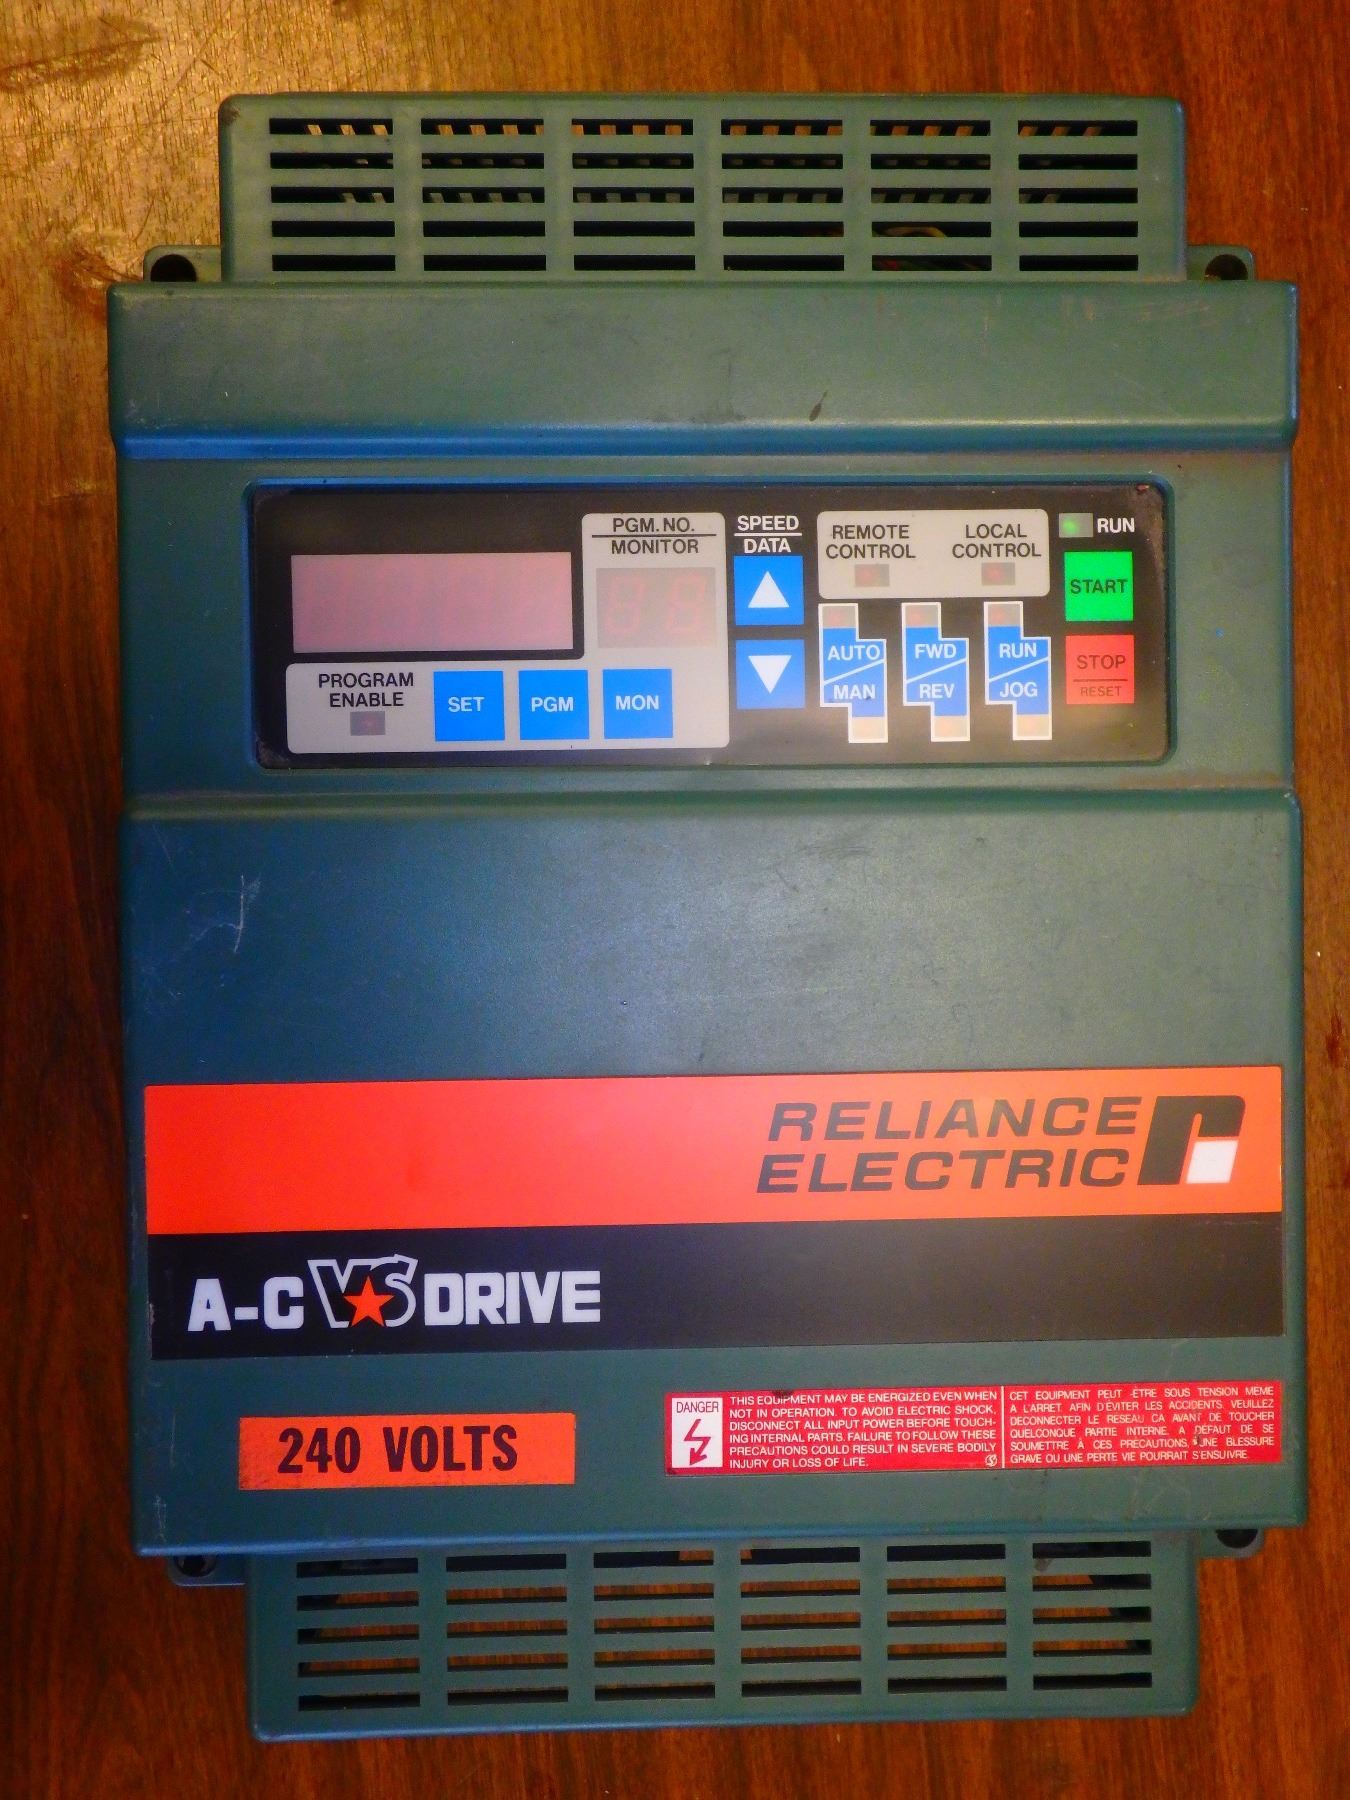 PGM. NO.
MONITOR
SPEED
DATA
REMOTE
CONTROL
LOCAL
CONTROL
RUN
START
AUTO
MAN
FWD
REV
RUN
JOG
STOP
RESET
PROGRAM
ENABLE
SET
PGM
MON
RELIANCE
ELECTRIC
A-C VS DRIVE
240 VOLTS
DANGER
THIS EQUIPMENT MAY BE ENERGIZED EVEN WHEN
NOT IN OPERATION. TO AVOID ELECTRIC SHOCK,
DISCONNECT ALL INPUT POWER BEFORE TOUCH-
ING INTERNAL PARTS. FAILURE TO FOLLOW THESE
PRECAUTIONS COULD RESULT IN SEVERE BODILY
INJURY OR LOSS OF LIFE.
CET EQUIPMENT PEUT -ETRE SOUS TENSION MEME
A L'ARRET. AFIN D'EVITER LES ACCIDENTS. VEUILLEZ
DECONNECTER LE RESEAU CA AVANT DE TOUCHER
QUELCONQUE PARTIE INTERNE. A DEFAUT DE SE
SOUMETTRE A CES PRECAUTIONS, UNE BLESSURE
GRAVE OU UNE PERTE VIE POURRAIT S'ENSUIVRE.